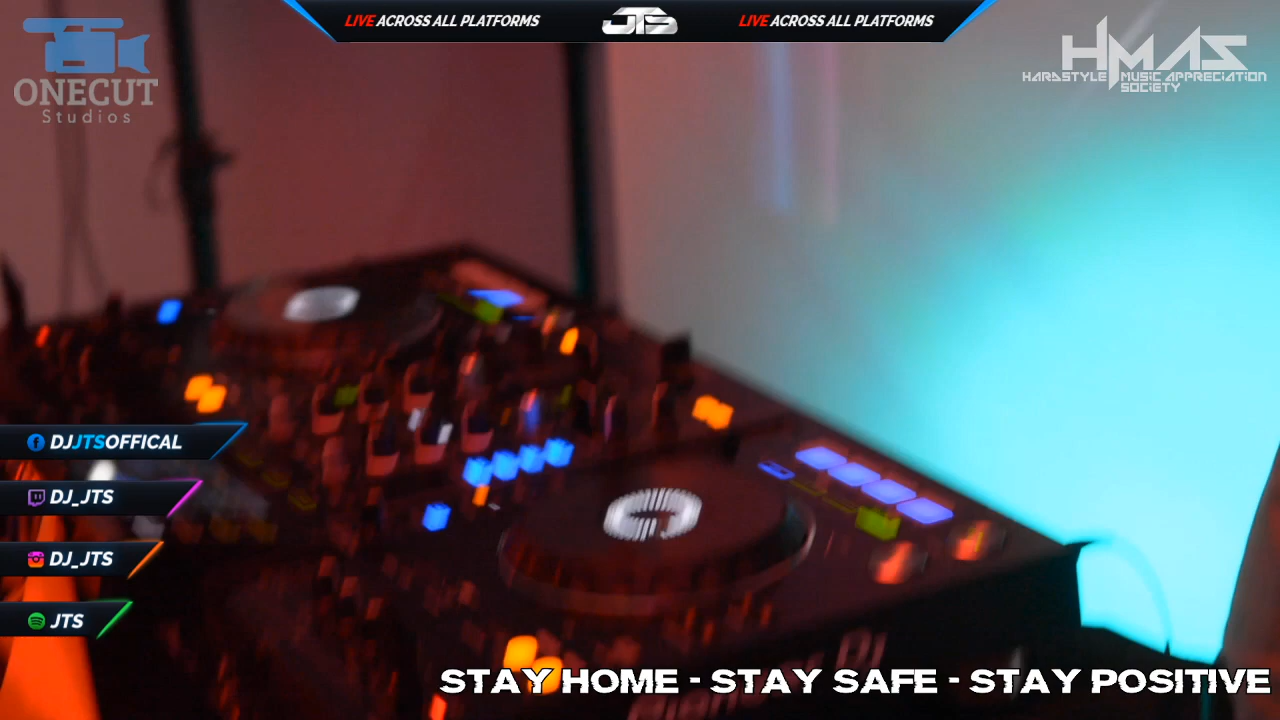 LIVE ACROSS ALL PLATFORMS
JTS
LIVE ACROSS ALL PLATFORMS
ONECUT
Studios
HMAS
HARDSTYLE MUSIC APPRECIATION
SOCIETY
DJJTSOFFICAL
DJ_JTS
DJ_JTS
JTS
STAY HOME - STAY SAFE - STAY POSITIVE